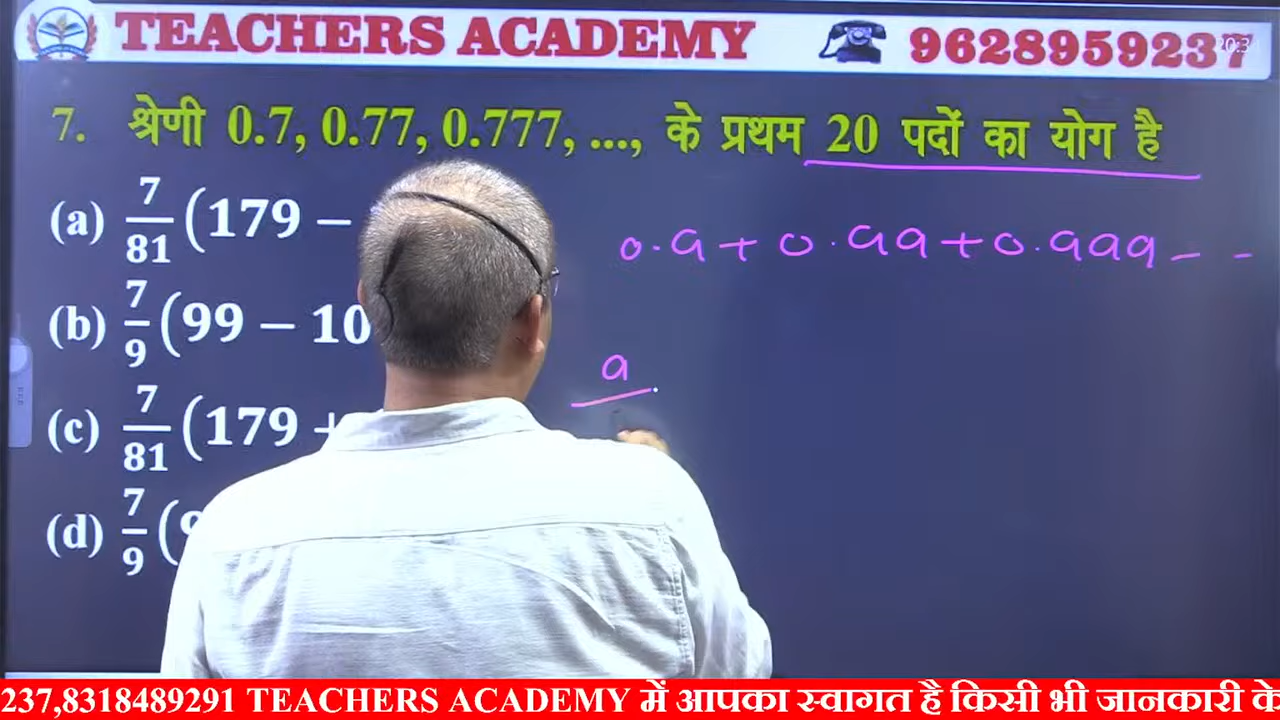 TEACHERS ACADEMY
9628959237
7. श्रेणी 0.7, 0.77, 0.777, ..., के प्रथम 20 पदों का योग है
(a) 7/81 (179 −
(b) 7/9 (99 − 10
(c) 7/81 (179 +
(d) 7/9 (9
0.9 + 0.99 + 0.999 - -
9
237,8318489291 TEACHERS ACADEMY में आपका स्वागत है किसी भी जानकारी के